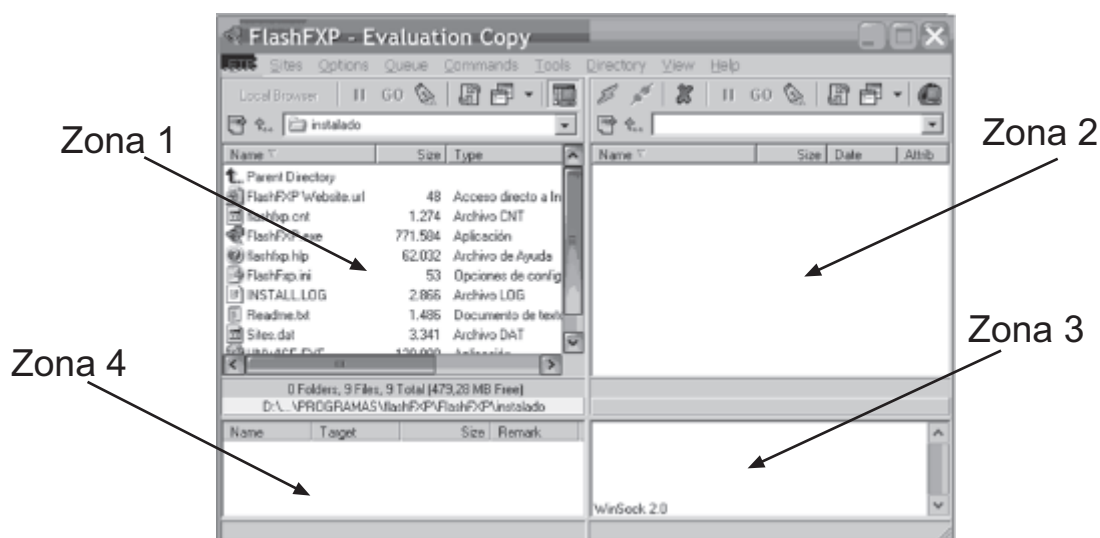 FlashFXP - Evaluation Copy
Sites Options Queue Commands Tools Directory View Help
Local Browser GO GO
instalado
Zona 1
Zona 2
Name Size Type
Name Size Date Attrib
Parent Directory
FlashFXP Website.url 48 Acceso directo a In
flashfxp.cnt 1.274 Archivo CNT
FlashFXP.exe 771.584 Aplicación
flashfxp.hlp 62.032 Archivo de Ayuda
FlashFxp.ini 53 Opciones de config
INSTALL.LOG 2.866 Archivo LOG
Readme.txt 1.486 Documento de texto
Sites.dat 3.341 Archivo DAT
Zona 3
Zona 4
0 Folders, 9 Files, 9 Total (479,28 MB Free)
D:\...\PROGRAMAS\flashFXP\FlashFXP\instalado
Name Target Size Remark
WinSock 2.0